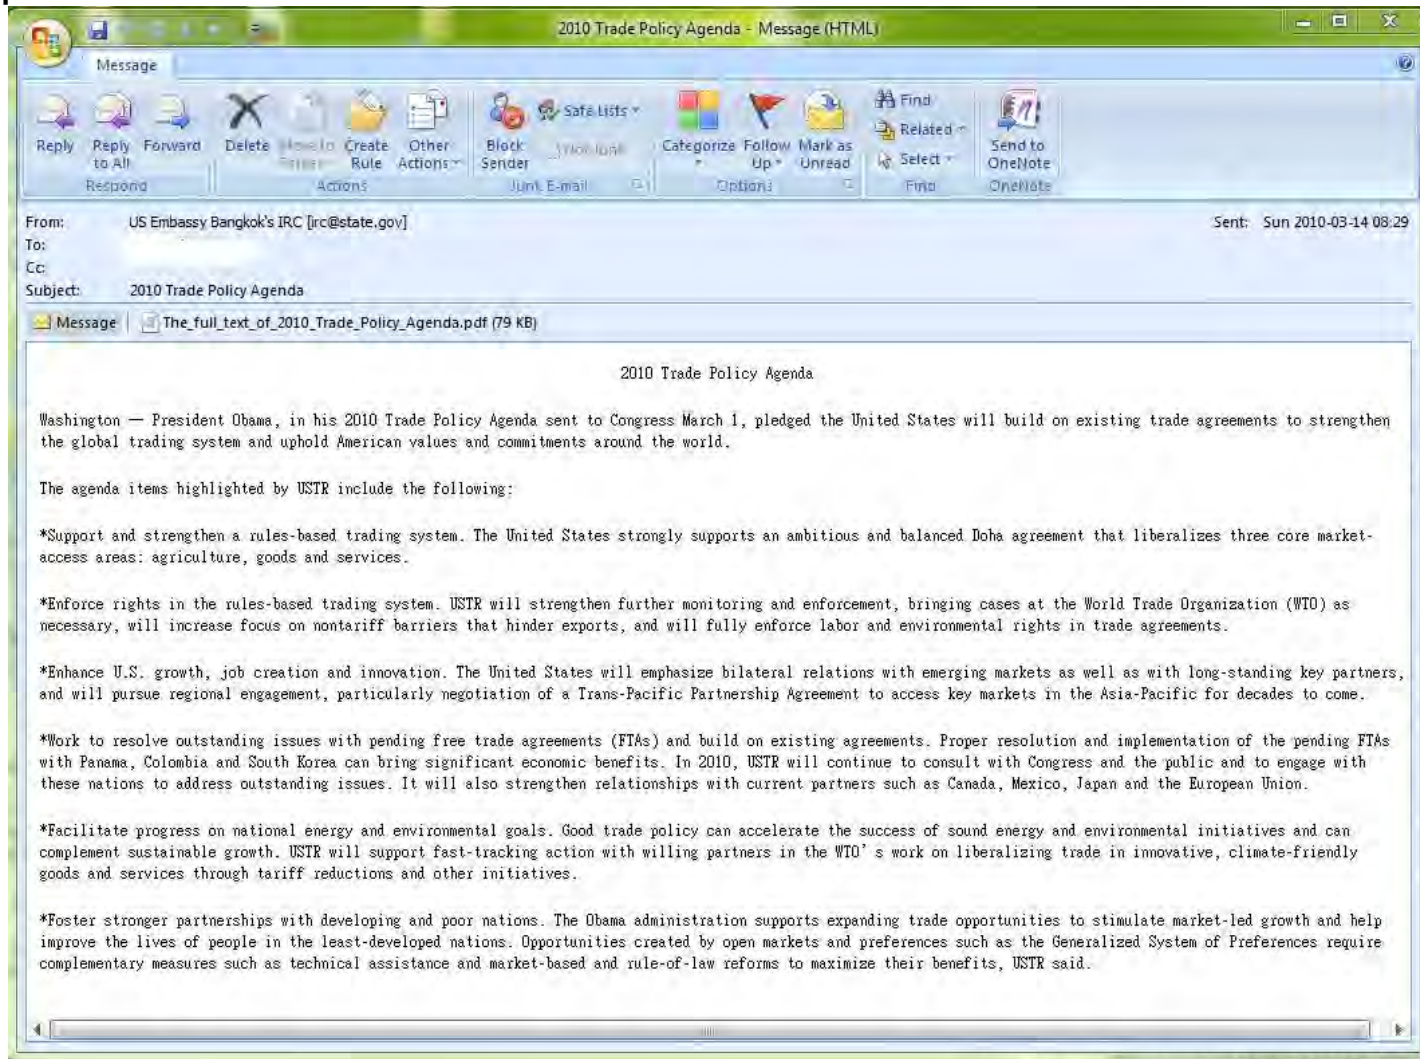 2010 Trade Policy Agenda - Message (HTML)
Message
Reply
Reply to All
Forward
Delete
Create Rule
Other Actions
Block Sender
Safe Lists
Categorize
Follow Up
Mark as Unread
Find
Related
Select
Send to OneNote
Respond
Actions
Junk E-mail
Options
Find
OneNote
From: US Embassy Bangkok's IRC [irc@state.gov]
Sent: Sun 2010-03-14 08:29
To:
Cc:
Subject: 2010 Trade Policy Agenda
Message
The_full_text_of_2010_Trade_Policy_Agenda.pdf (79 KB)
2010 Trade Policy Agenda
Washington — President Obama, in his 2010 Trade Policy Agenda sent to Congress March 1, pledged the United States will build on existing trade agreements to strengthen
the global trading system and uphold American values and commitments around the world.
The agenda items highlighted by USTR include the following:
*Support and strengthen a rules-based trading system. The United States strongly supports an ambitious and balanced Doha agreement that liberalizes three core market-
access areas: agriculture, goods and services.
*Enforce rights in the rules-based trading system. USTR will strengthen further monitoring and enforcement, bringing cases at the World Trade Organization (WTO) as
necessary, will increase focus on nontariff barriers that hinder exports, and will fully enforce labor and environmental rights in trade agreements.
*Enhance U.S. growth, job creation and innovation. The United States will emphasize bilateral relations with emerging markets as well as with long-standing key partners,
and will pursue regional engagement, particularly negotiation of a Trans-Pacific Partnership Agreement to access key markets in the Asia-Pacific for decades to come.
*Work to resolve outstanding issues with pending free trade agreements (FTAs) and build on existing agreements. Proper resolution and implementation of the pending FTAs
with Panama, Colombia and South Korea can bring significant economic benefits. In 2010, USTR will continue to consult with Congress and the public and to engage with
these nations to address outstanding issues. It will also strengthen relationships with current partners such as Canada, Mexico, Japan and the European Union.
*Facilitate progress on national energy and environmental goals. Good trade policy can accelerate the success of sound energy and environmental initiatives and can
complement sustainable growth. USTR will support fast-tracking action with willing partners in the WTO's work on liberalizing trade in innovative, climate-friendly
goods and services through tariff reductions and other initiatives.
*Foster stronger partnerships with developing and poor nations. The Obama administration supports expanding trade opportunities to stimulate market-led growth and help
improve the lives of people in the least-developed nations. Opportunities created by open markets and preferences such as the Generalized System of Preferences require
complementary measures such as technical assistance and market-based and rule-of-law reforms to maximize their benefits, USTR said.